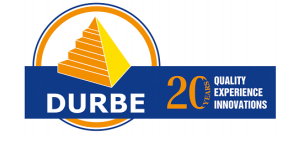 DURBE
20 YEARS
QUALITY
EXPERIENCE
INNOVATIONS